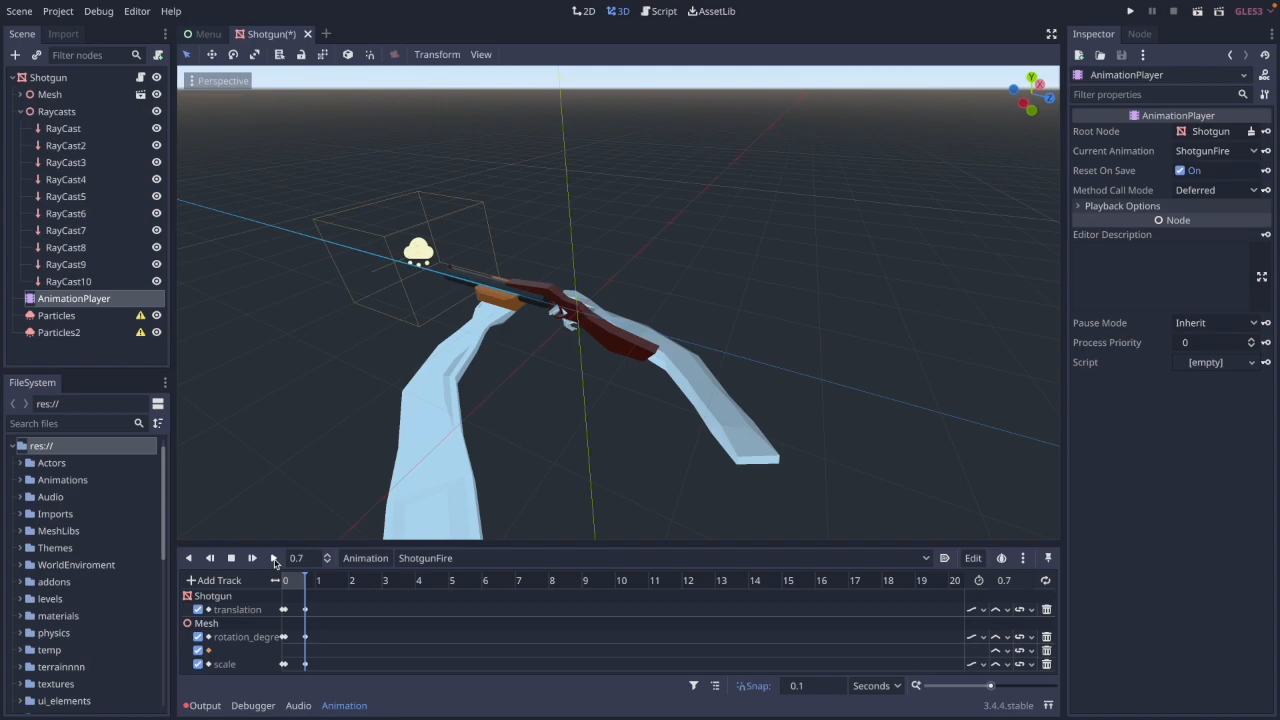 Scene Project Debug Editor Help
2D 3D Script AssetLib
GLES3
Scene Import
Menu Shotgun(*)
Inspector Node
Filter nodes
Transform View
Shotgun
Mesh
Raycasts
RayCast
RayCast2
RayCast3
RayCast4
RayCast5
RayCast6
RayCast7
RayCast8
RayCast9
RayCast10
AnimationPlayer
Particles
Particles2
Perspective
Y
X
Z
AnimationPlayer
Filter properties
AnimationPlayer
Root Node Shotgun
Current Animation ShotgunFire
Reset On Save On
Method Call Mode Deferred
Playback Options
Node
Editor Description
Pause Mode Inherit
Process Priority 0
Script [empty]
FileSystem
res://
Search files
res://
Actors
Animations
Audio
Imports
MeshLibs
Themes
WorldEnviroment
addons
levels
materials
physics
temp
terrainnnn
textures
ui_elements
0.7 Animation ShotgunFire Edit
Add Track 0 1 2 3 4 5 6 7 8 9 10 11 12 13 14 15 16 17 18 19 20 0.7
Shotgun
translation
Mesh
rotation_degre
scale
Snap: 0.1 Seconds
Output Debugger Audio Animation 3.4.4.stable